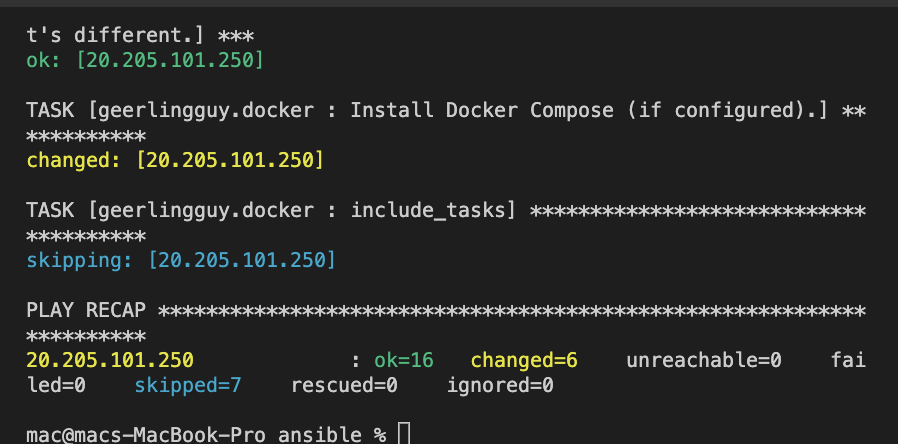 t's different.] ***
ok: [20.205.101.250]
TASK [geerlingguy.docker : Install Docker Compose (if configured).] **
**********
changed: [20.205.101.250]
TASK [geerlingguy.docker : include_tasks] ****************************
**********
skipping: [20.205.101.250]
PLAY RECAP ***********************************************************
**********
20.205.101.250             : ok=16   changed=6    unreachable=0    fai
led=0    skipped=7    rescued=0    ignored=0
mac@macs-MacBook-Pro ansible %